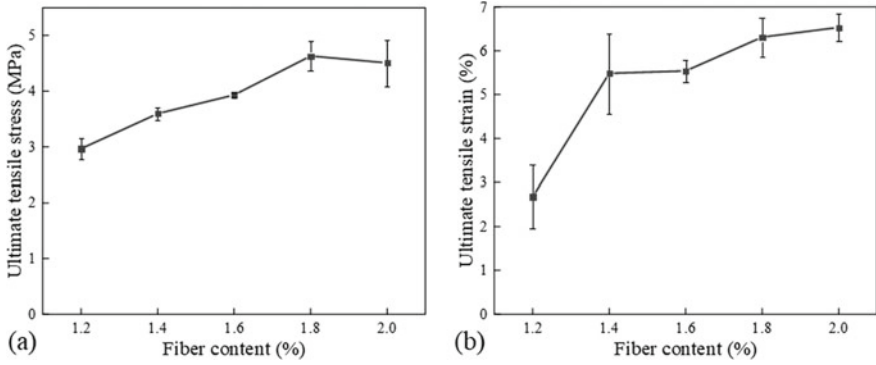 Ultimate tensile stress (MPa)
5
4
3
2
1
0
1.2 1.4 1.6 1.8 2.0
Fiber content (%)
(a)
Ultimate tensile strain (%)
7
6
5
4
3
2
1
0
1.2 1.4 1.6 1.8 2.0
Fiber content (%)
(b)